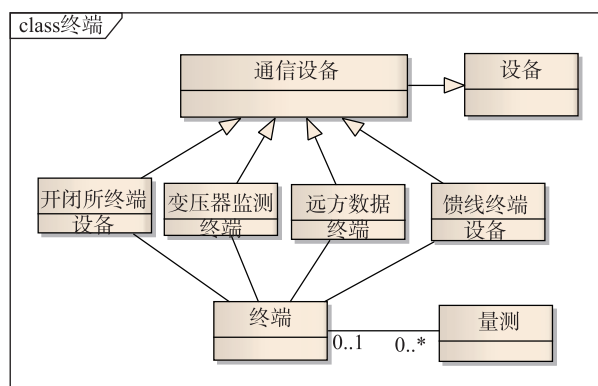 class终端
通信设备
设备
开闭所终端
设备
变压器监测
终端
远方数据
终端
馈线终端
设备
终端
0..1
0..*
量测